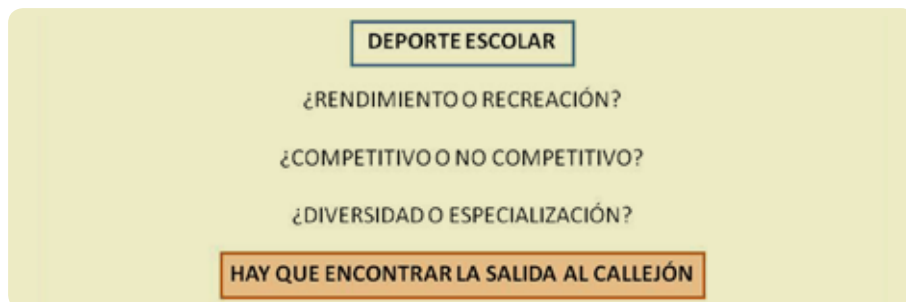 DEPORTE ESCOLAR
¿RENDIMIENTO O RECREACIÓN?
¿COMPETITIVO O NO COMPETITIVO?
¿DIVERSIDAD O ESPECIALIZACIÓN?
HAY QUE ENCONTRAR LA SALIDA AL CALLEJÓN